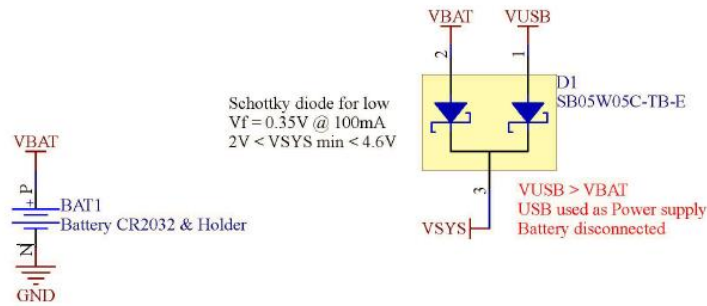 VBAT
VUSB
2
1
D1
SB05W05C-TB-E
Schottky diode for low
Vf = 0.35V @ 100mA
2V < VSYS min < 4.6V
3
VUSB > VBAT
USB used as Power supply
Battery disconnected
VSYS
VBAT
P
+
BAT1
Battery CR2032 & Holder
N
GND